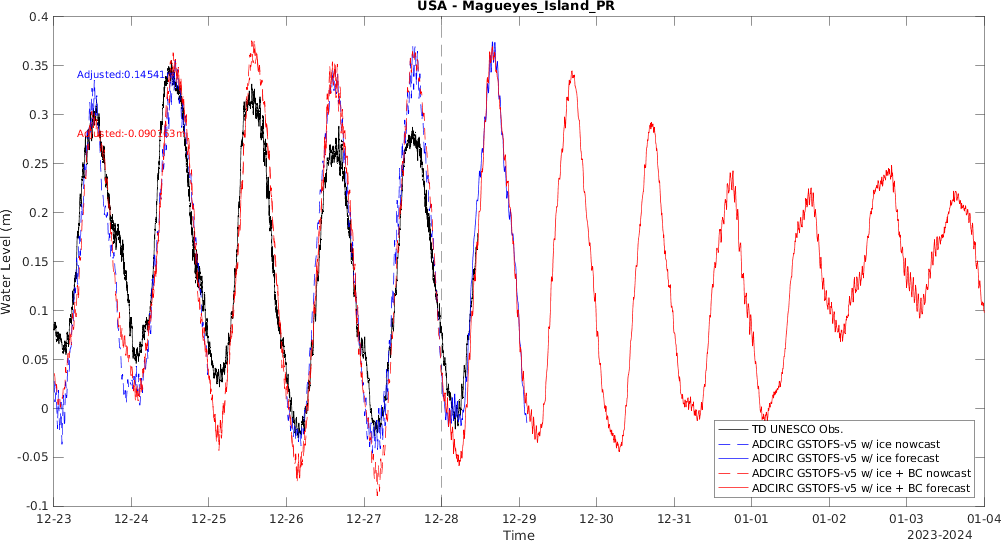 USA - Magueyes_Island_PR
0.4
0.35
0.3
0.25
0.2
0.15
0.1
0.05
0
-0.05
-0.1
Water Level (m)
Adjusted:0.14541
TD UNESCO Obs.
ADCIRC GSTOFS-v5 w/ ice nowcast
ADCIRC GSTOFS-v5 w/ ice forecast
ADCIRC GSTOFS-v5 w/ ice + BC nowcast
ADCIRC GSTOFS-v5 w/ ice + BC forecast
12-23 12-24 12-25 12-26 12-27 12-28 12-29 12-30 12-31 01-01 01-02 01-03 01-04
Time
2023-2024